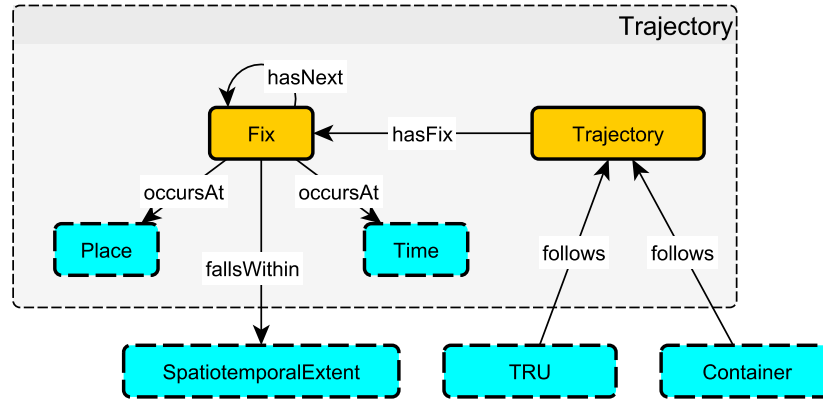 Trajectory
hasNext
Fix
hasFix
Trajectory
occursAt
occursAt
Place
Time
fallsWithin
follows
follows
SpatiotemporalExtent
TRU
Container